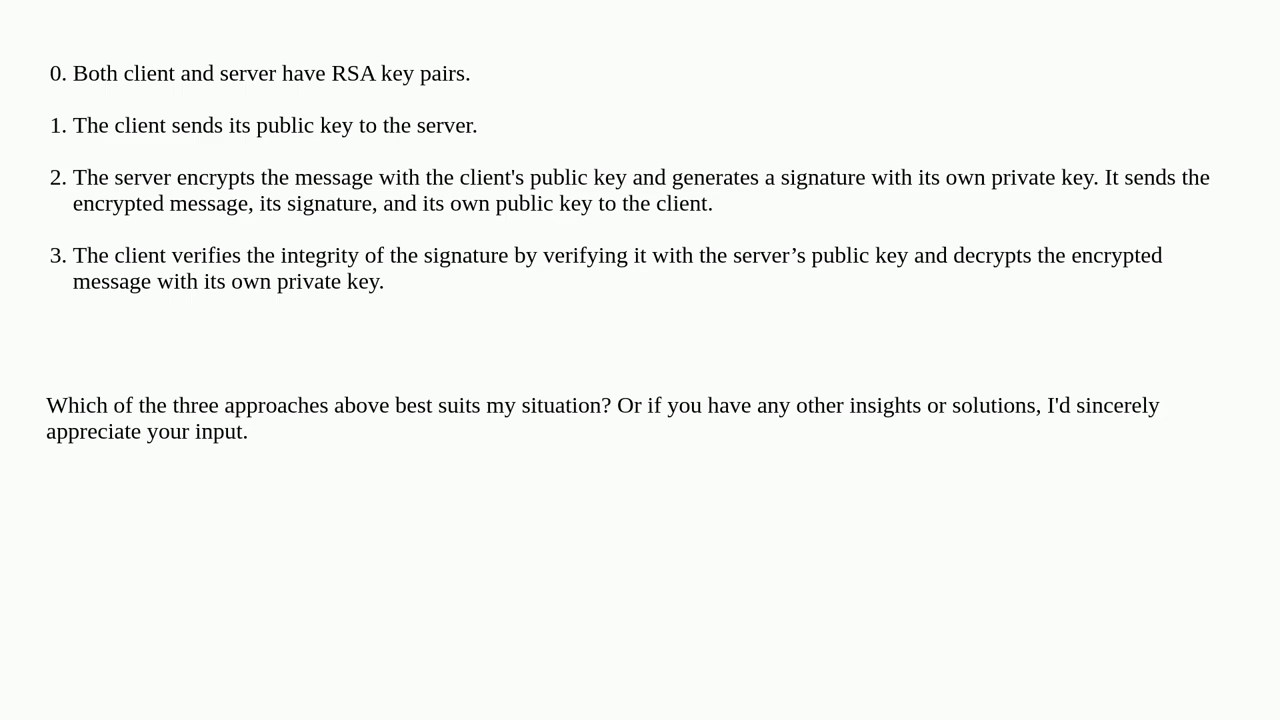 0. Both client and server have RSA key pairs.
1. The client sends its public key to the server.
2. The server encrypts the message with the client's public key and generates a signature with its own private key. It sends the
encrypted message, its signature, and its own public key to the client.
3. The client verifies the integrity of the signature by verifying it with the server’s public key and decrypts the encrypted
message with its own private key.
Which of the three approaches above best suits my situation? Or if you have any other insights or solutions, I'd sincerely
appreciate your input.